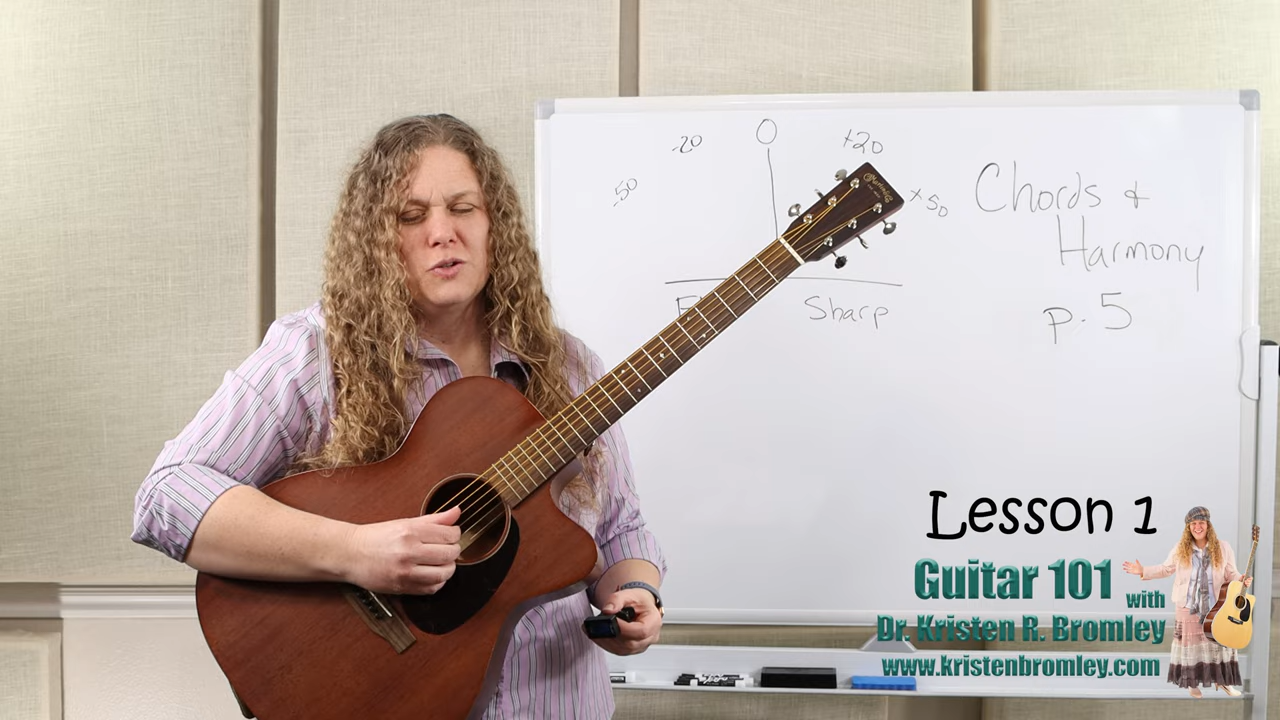 -50
-20
0
+20
+50
Sharp
Chords &
Harmony
p. 5
Lesson 1
Guitar 101
with
Dr. Kristen R. Bromley
www.kristenbromley.com